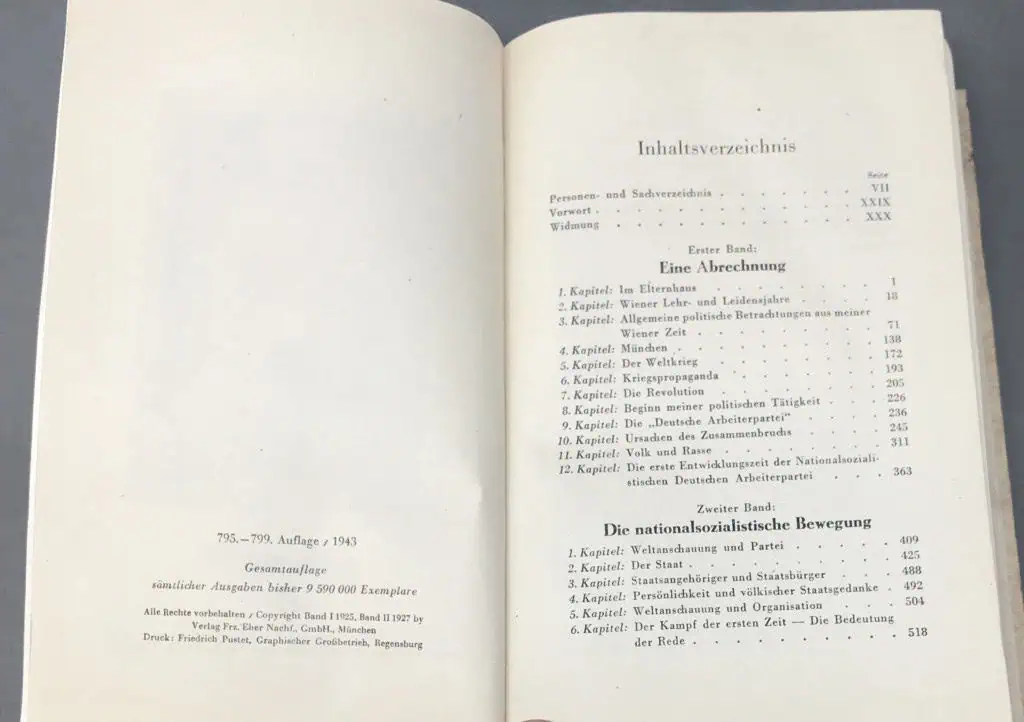 795.—799. Auflage / 1943
Gesamtauflage
sämtlicher Ausgaben bisher 9 590 000 Exemplare
Alle Rechte vorbehalten / Copyright Band I 1925, Band II 1927 by
Verlag Frz. Eher Nachf., GmbH., München
Druck: Friedrich Pustet, Graphischer Großbetrieb, Regensburg
Inhaltsverzeichnis
Seite
Personen- und Sachverzeichnis . . . . . . . VII
Vorwort . . . . . . . . . . . . XXIX
Widmung . . . . . . . . . . . XXX
Erster Band:
Eine Abrechnung
1. Kapitel: Im Elternhaus . . . . . . . . 1
2. Kapitel: Wiener Lehr- und Leidensjahre . . . . 18
3. Kapitel: Allgemeine politische Betrachtungen aus meiner
Wiener Zeit . . . . . . . . 71
4. Kapitel: München . . . . . . . . . 138
5. Kapitel: Der Weltkrieg . . . . . . . . 172
6. Kapitel: Kriegspropaganda . . . . . . . 193
7. Kapitel: Die Revolution . . . . . . . . 205
8. Kapitel: Beginn meiner politischen Tätigkeit . . . 226
9. Kapitel: Die „Deutsche Arbeiterpartei" . . . . 236
10. Kapitel: Ursachen des Zusammenbruchs . . . . 245
11. Kapitel: Volk und Rasse . . . . . . . . 311
12. Kapitel: Die erste Entwicklungszeit der Nationalsoziali-
stischen Deutschen Arbeiterpartei . . . 363
Zweiter Band:
Die nationalsozialistische Bewegung
1. Kapitel: Weltanschauung und Partei . . . . . 409
2. Kapitel: Der Staat . . . . . . . . . 425
3. Kapitel: Staatsangehöriger und Staatsbürger . . . 488
4. Kapitel: Persönlichkeit und völkischer Staatsgedanke . 492
5. Kapitel: Weltanschauung und Organisation . . . 504
6. Kapitel: Der Kampf der ersten Zeit — Die Bedeutung
der Rede . . . . . . . . . 518